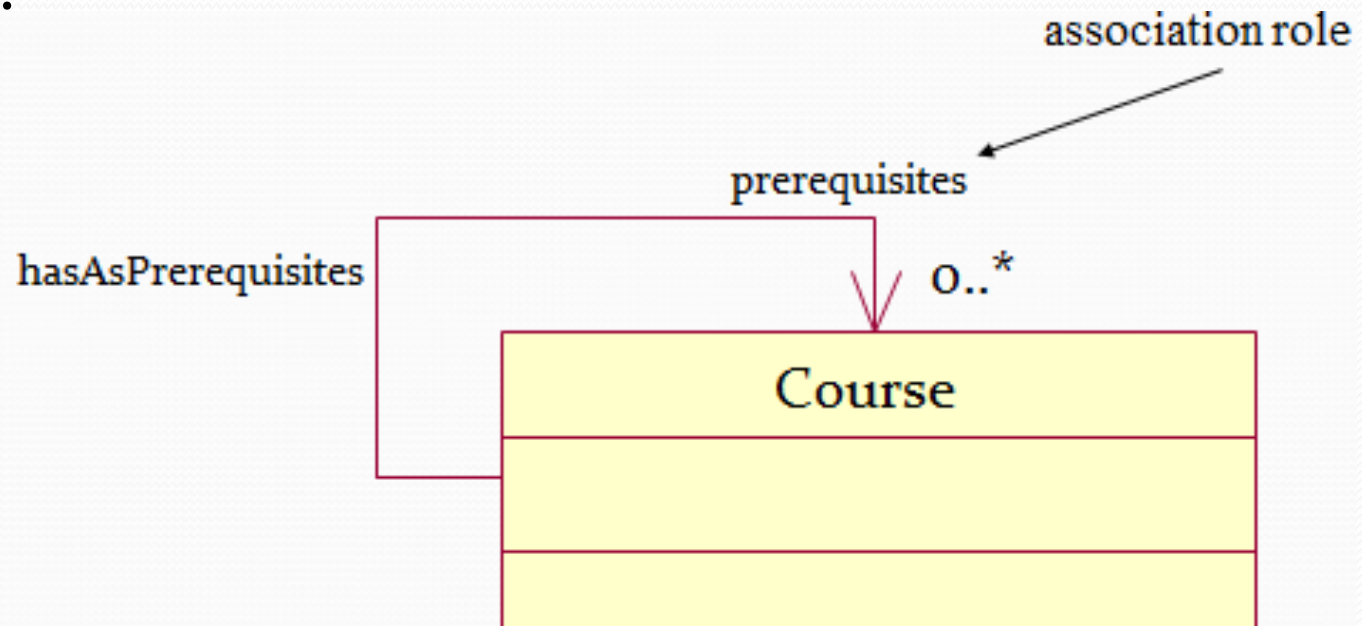 association role
prerequisites
hasAsPrerequisites
0..*
Course